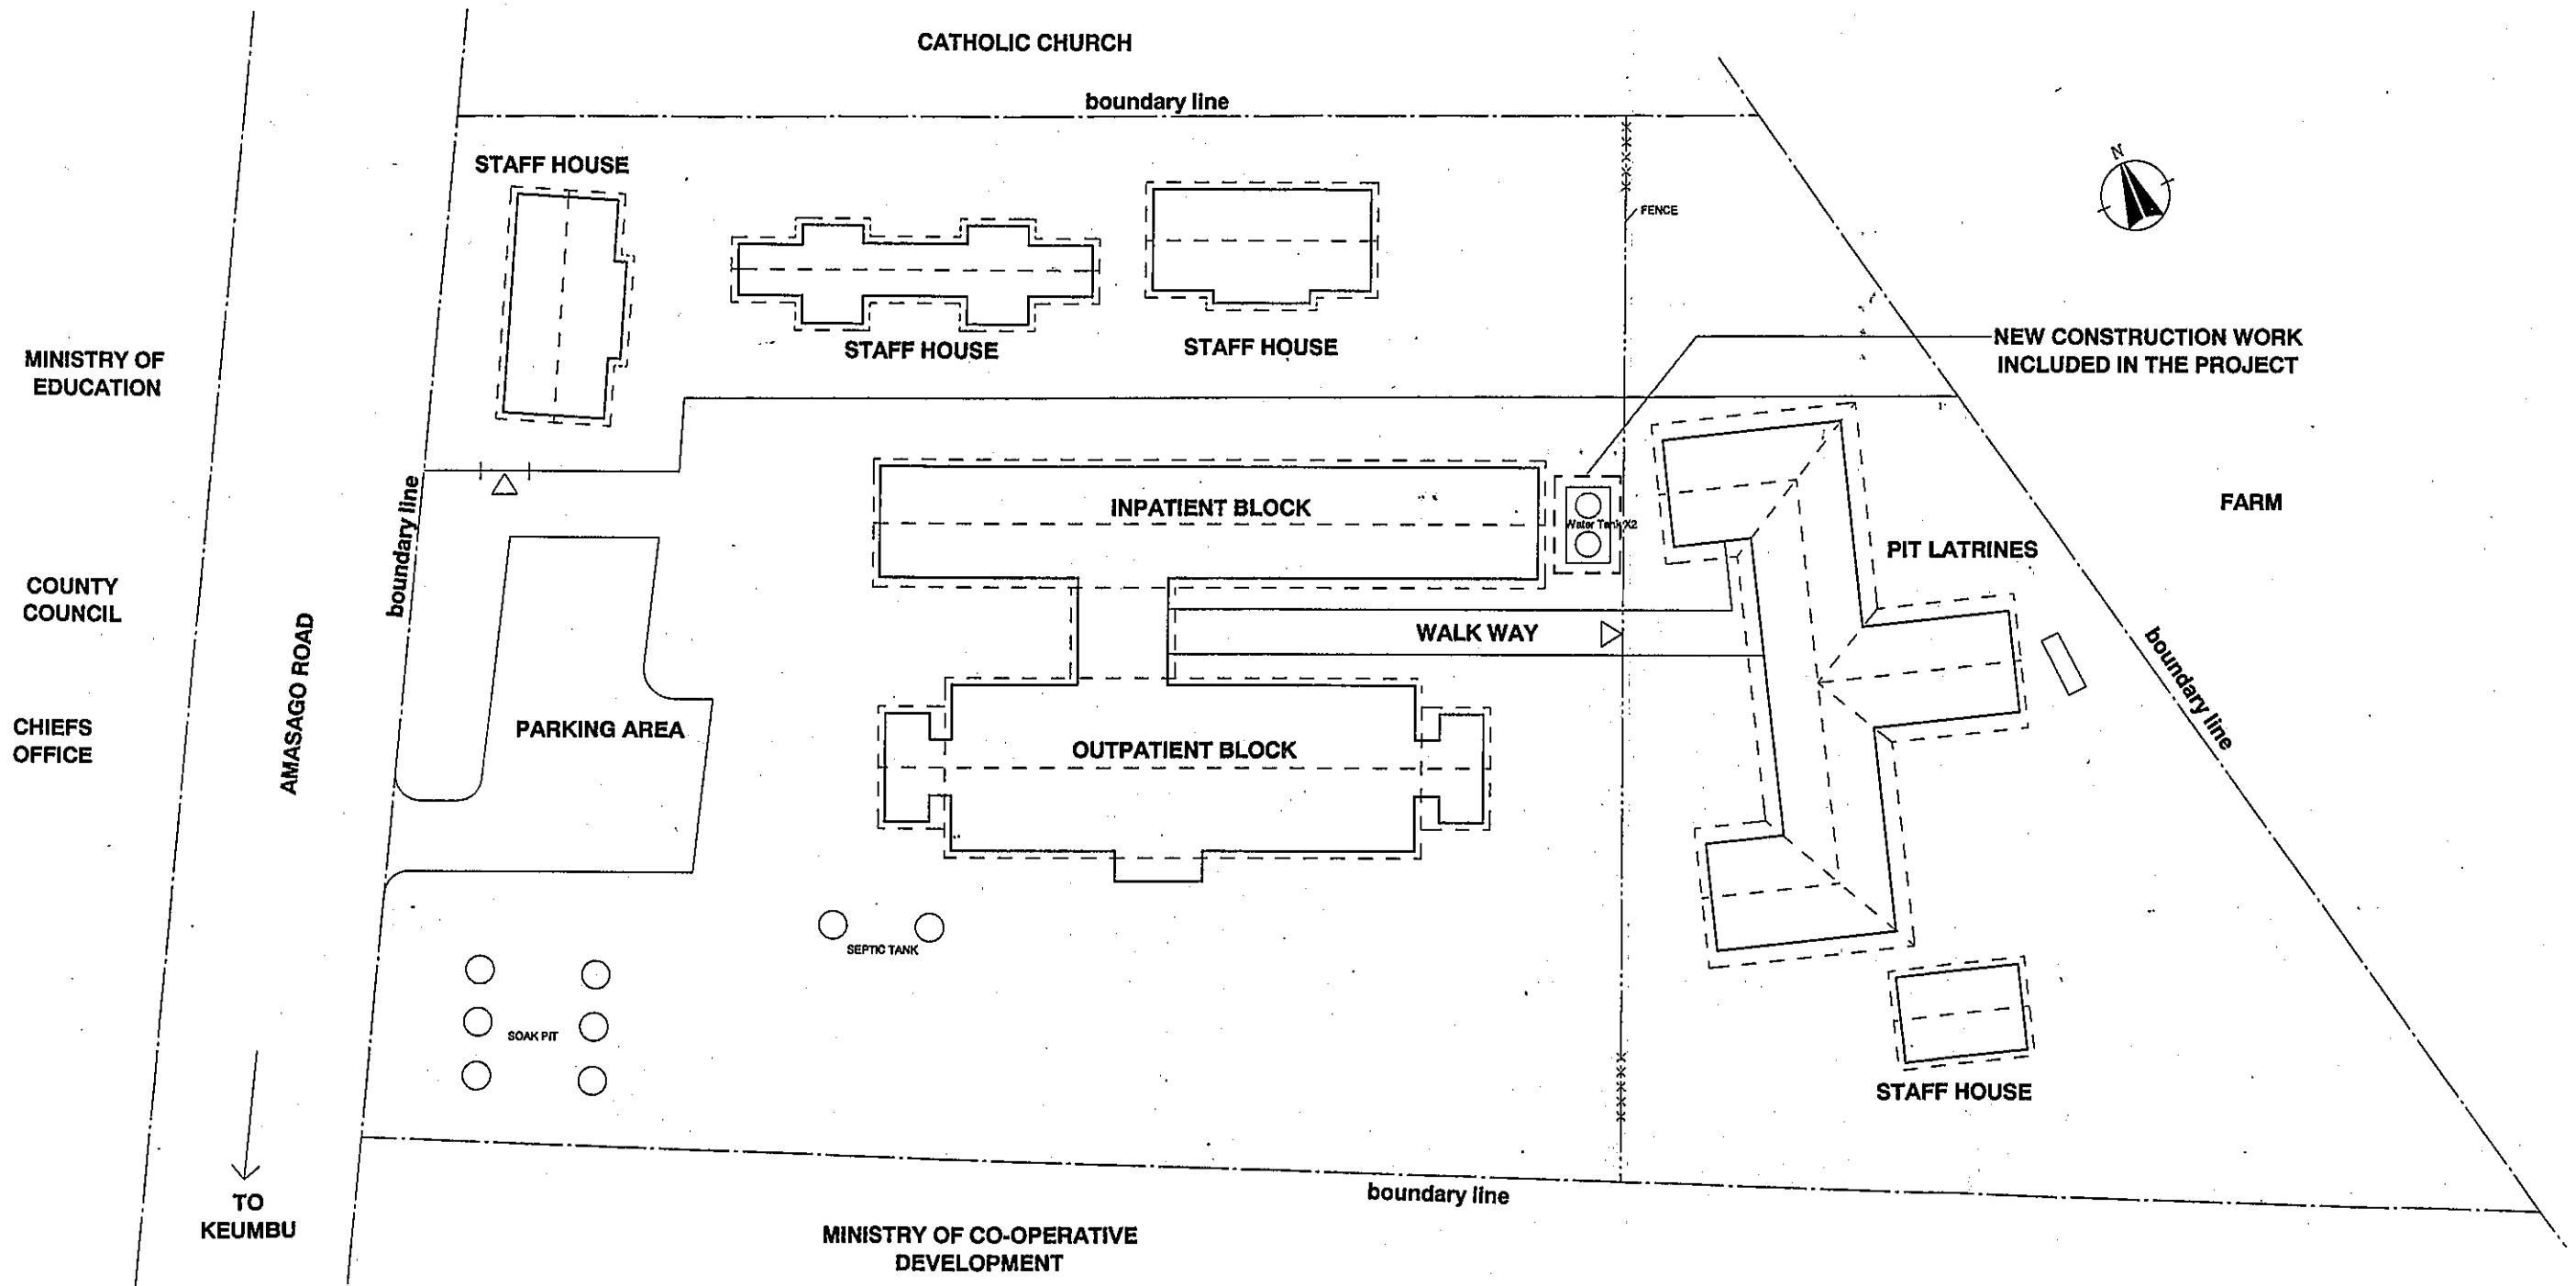 CATHOLIC CHURCH
boundary line
STAFF HOUSE
N
FENCE
STAFF HOUSE
STAFF HOUSE
NEW CONSTRUCTION WORK
INCLUDED IN THE PROJECT
MINISTRY OF
EDUCATION
boundary line
INPATIENT BLOCK
Water Tank X2
FARM
PIT LATRINES
COUNTY
COUNCIL
AMASAGO ROAD
WALK WAY
boundary line
CHIEFS
OFFICE
PARKING AREA
OUTPATIENT BLOCK
SEPTIC TANK
SOAK PIT
STAFF HOUSE
TO
KEUMBU
boundary line
MINISTRY OF CO-OPERATIVE
DEVELOPMENT